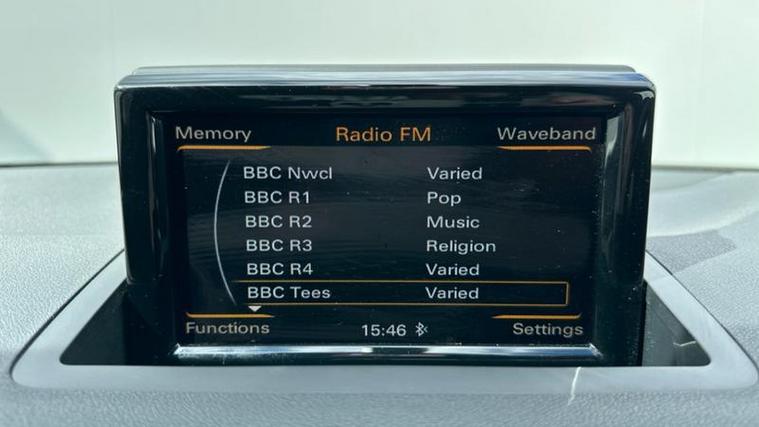 Memory Radio FM Waveband
BBC Nwcl Varied
BBC R1 Pop
BBC R2 Music
BBC R3 Religion
BBC R4 Varied
BBC Tees Varied
Functions 15:46 Settings